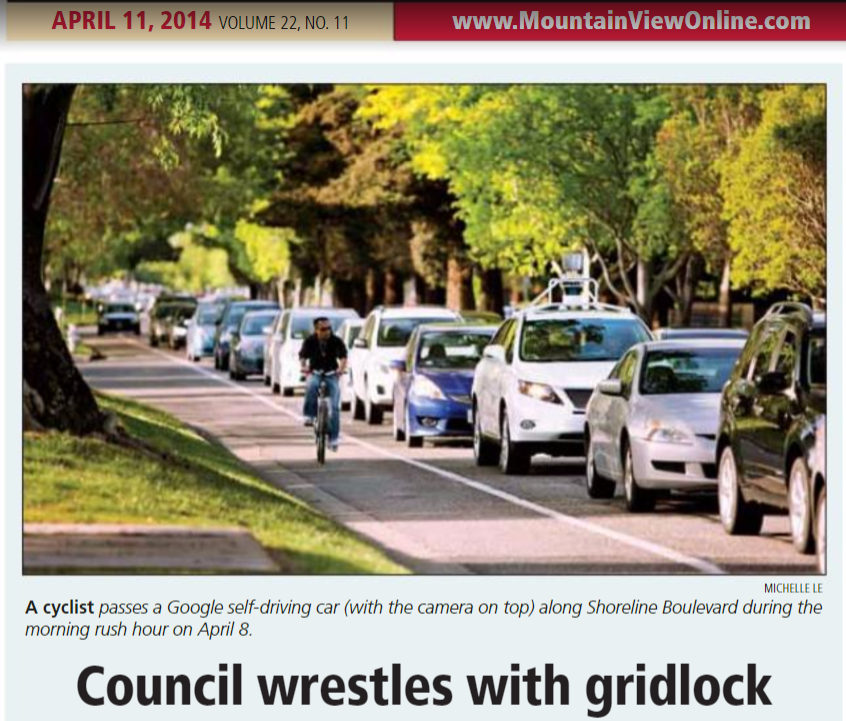 APRIL 11, 2014 VOLUME 22, NO. 11 www.MountainViewOnline.com
MICHELLE LE
A cyclist passes a Google self-driving car (with the camera on top) along Shoreline Boulevard during the
morning rush hour on April 8.
Council wrestles with gridlock